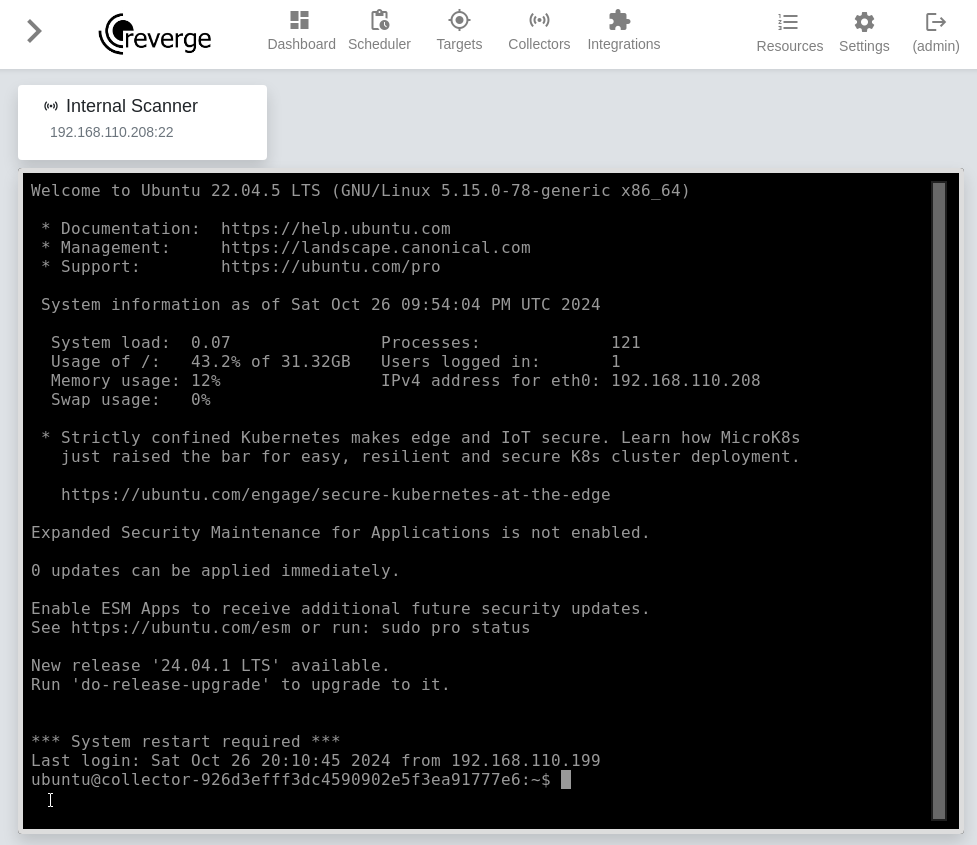 reverge
Dashboard
Scheduler
Targets
Collectors
Integrations
Resources
Settings
(admin)
Internal Scanner
192.168.110.208:22
Welcome to Ubuntu 22.04.5 LTS (GNU/Linux 5.15.0-78-generic x86_64)
* Documentation:  https://help.ubuntu.com
* Management:     https://landscape.canonical.com
* Support:        https://ubuntu.com/pro
System information as of Sat Oct 26 09:54:04 PM UTC 2024
System load:  0.07               Processes:             121
Usage of /:   43.2% of 31.32GB   Users logged in:       1
Memory usage: 12%                IPv4 address for eth0: 192.168.110.208
Swap usage:   0%
* Strictly confined Kubernetes makes edge and IoT secure. Learn how MicroK8s
just raised the bar for easy, resilient and secure K8s cluster deployment.
https://ubuntu.com/engage/secure-kubernetes-at-the-edge
Expanded Security Maintenance for Applications is not enabled.
0 updates can be applied immediately.
Enable ESM Apps to receive additional future security updates.
See https://ubuntu.com/esm or run: sudo pro status
New release '24.04.1 LTS' available.
Run 'do-release-upgrade' to upgrade to it.
*** System restart required ***
Last login: Sat Oct 26 20:10:45 2024 from 192.168.110.199
ubuntu@collector-926d3efff3dc4590902e5f3ea91777e6:~$